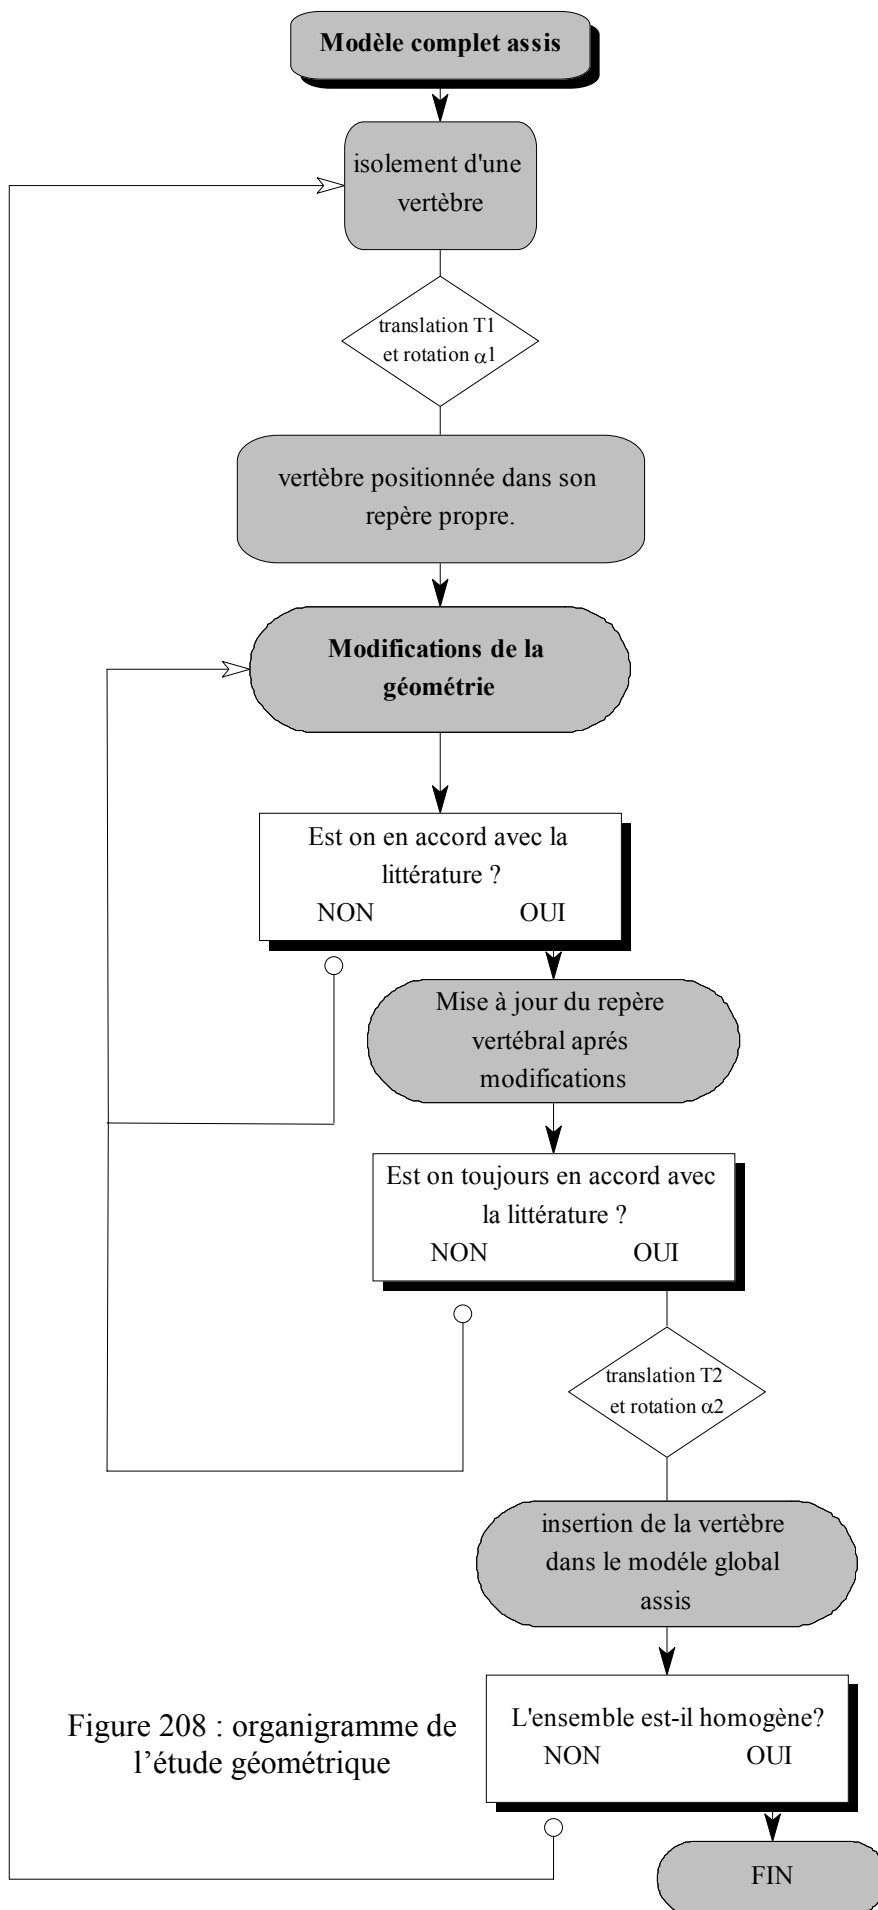 Modèle complet assis
isolement d'une
vertèbre
translation T1
et rotation α1
vertèbre positionnée dans son
repère propre.
Modifications de la
géométrie
Est on en accord avec la
littérature ?
NON OUI
Mise à jour du repère
vertébral aprés
modifications
Est on toujours en accord avec
la littérature ?
NON OUI
translation T2
et rotation α2
insertion de la vertèbre
dans le modéle global
assis
L'ensemble est-il homogène?
NON OUI
Figure 208 : organigramme de
l’étude géométrique
FIN